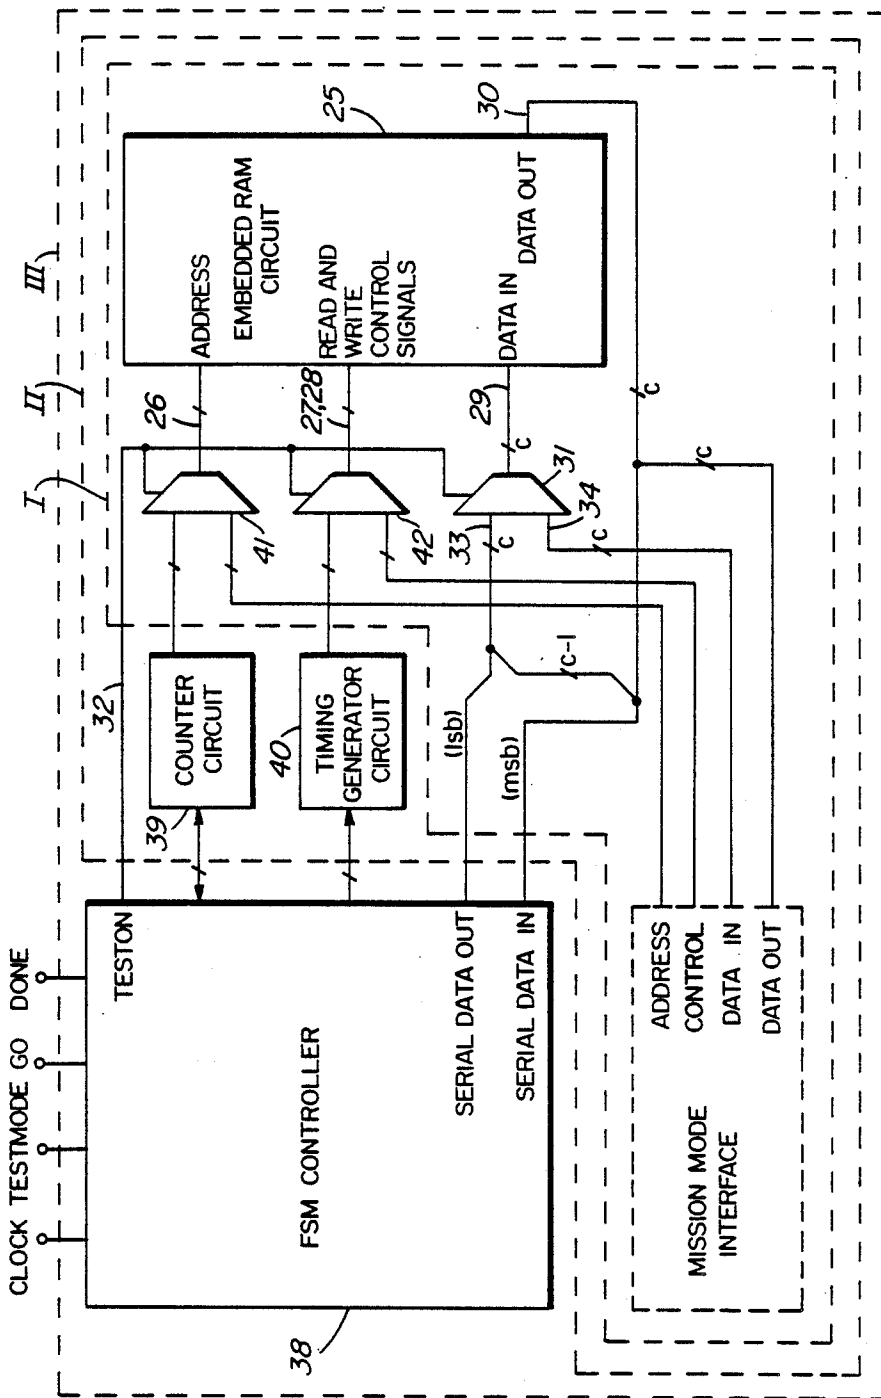 CLOCK TESTMODE GO DONE
III
II
I
38
FSM CONTROLLER
TESTON
SERIAL DATA OUT
SERIAL DATA IN
32
39
COUNTER
CIRCUIT
40
TIMING
GENERATOR
CIRCUIT
(lsb)
(msb)
c-1
41
42
31
33
c
34
c
26
27,28
29
c
25
ADDRESS
EMBEDDED RAM
CIRCUIT
READ AND
WRITE
CONTROL
SIGNALS
DATA IN
DATA OUT
30
c
c
MISSION MODE
INTERFACE
ADDRESS
CONTROL
DATA IN
DATA OUT